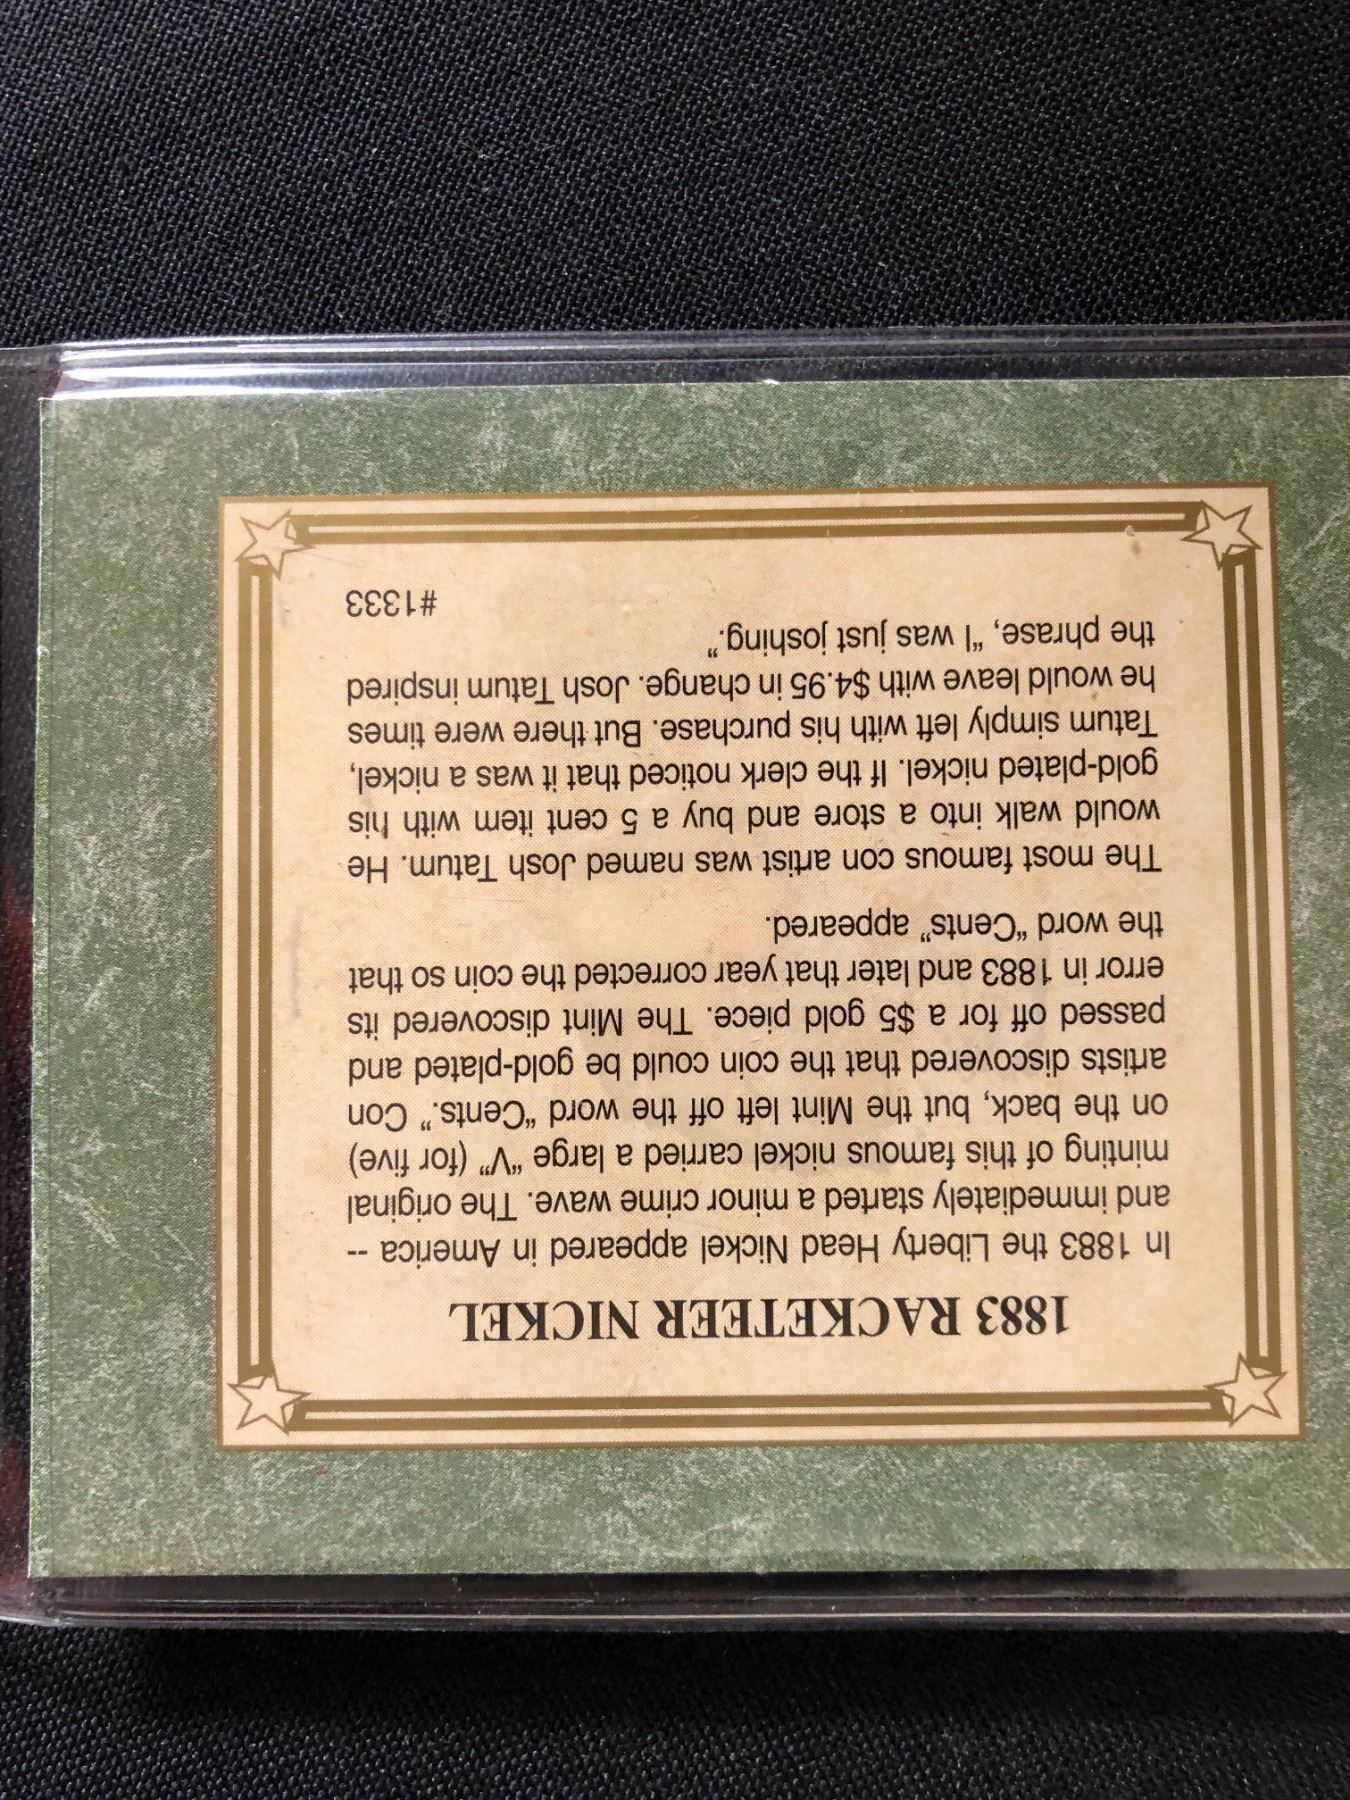 1883 RACKETEER NICKEL
In 1883 the Liberty Head Nickel appeared in America --
and immediately started a minor crime wave. The original
minting of this famous nickel carried a large “V” (for five)
on the back, but the Mint left off the word “Cents.” Con
artists discovered that the coin could be gold-plated and
passed off for a $5 gold piece. The Mint discovered its
error in 1883 and later that year corrected the coin so that
the word “Cents” appeared.
The most famous con artist was named Josh Tatum. He
would walk into a store and buy a 5 cent item with his
gold-plated nickel. If the clerk noticed that it was a nickel,
Tatum simply left with his purchase. But there were times
he would leave with $4.95 in change. Josh Tatum inspired
the phrase, “I was just joshing.”
#1333